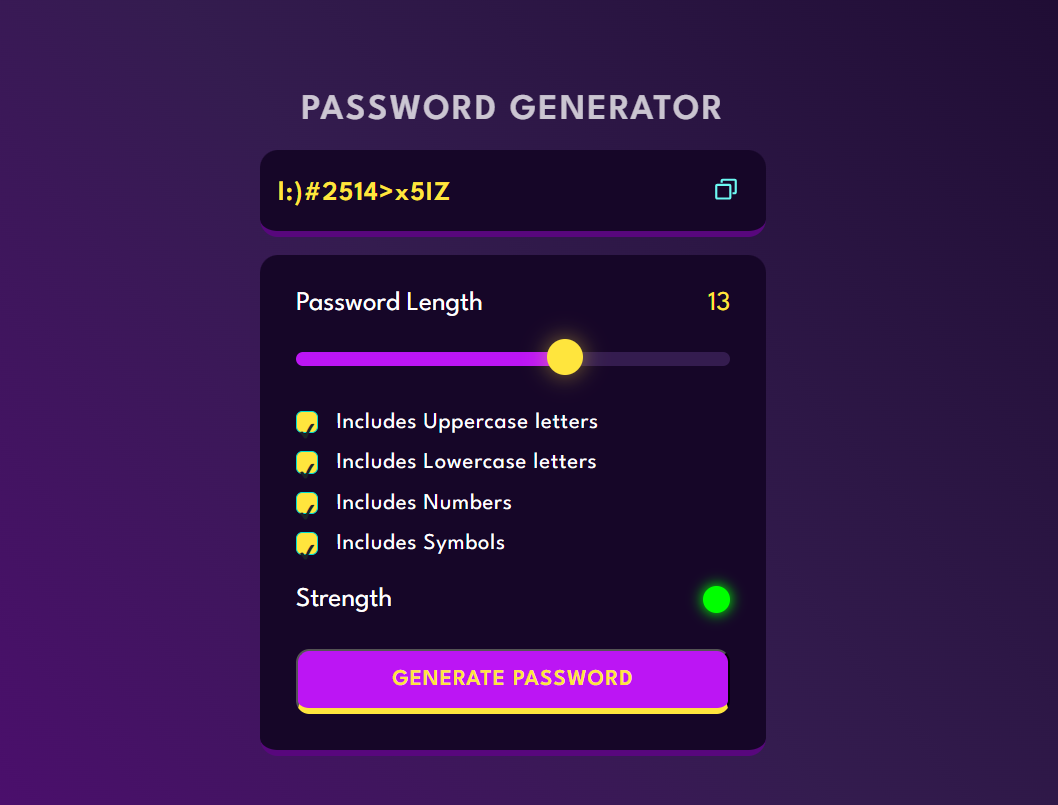 PASSWORD GENERATOR
l:)#2514>x5IZ
Password Length 13
Includes Uppercase letters
Includes Lowercase letters
Includes Numbers
Includes Symbols
Strength
GENERATE PASSWORD